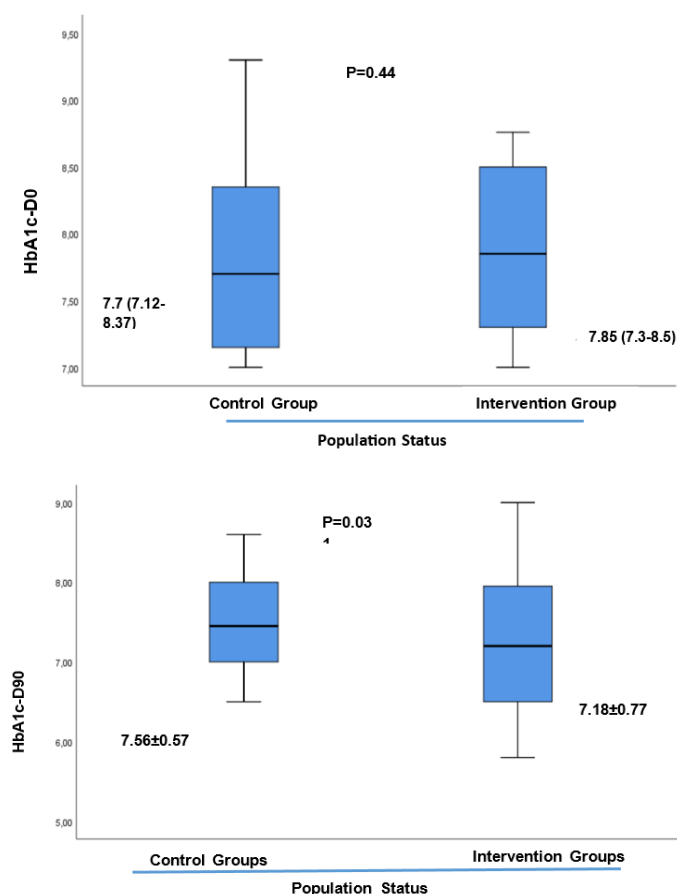 9,50
P=0.44
9,00
8,50
HbA1c-D0
8,00
7,50
7.7 (7.12-
8.37)
7.85 (7.3-8.5)
7,00
Control Group Intervention Group
Population Status
9,00
P=0.03
8,00
HbA1c-D90
7,00
7.18±0.77
6,00
7.56±0.57
5,00
Control Groups Intervention Groups
Population Status